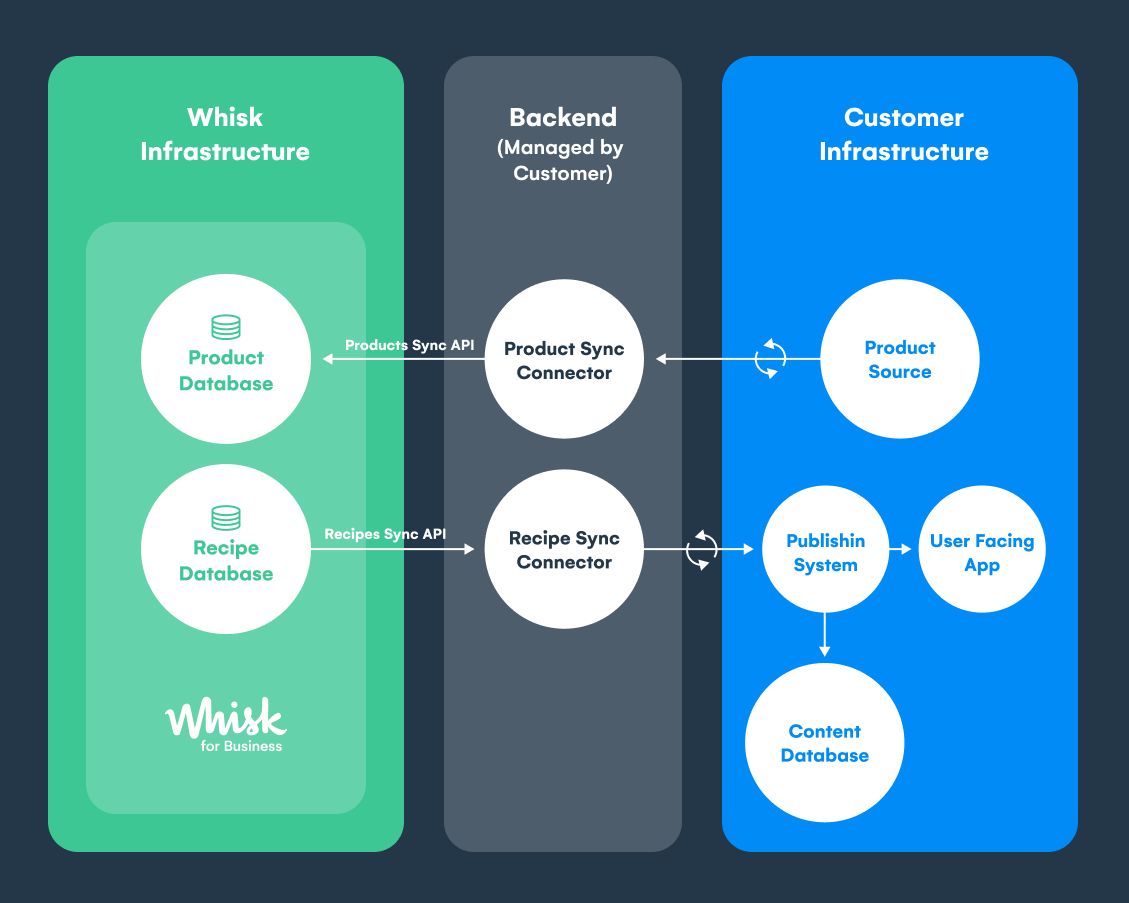 Whisk
Infrastructure
Backend
(Managed by
Customer)
Customer
Infrastructure
Product
Database
Products Sync API
Product Sync
Connector
Product
Source
Recipe
Database
Recipes Sync API
Recipe Sync
Connector
Publishin
System
User Facing
App
Whisk
for Business
Content
Database